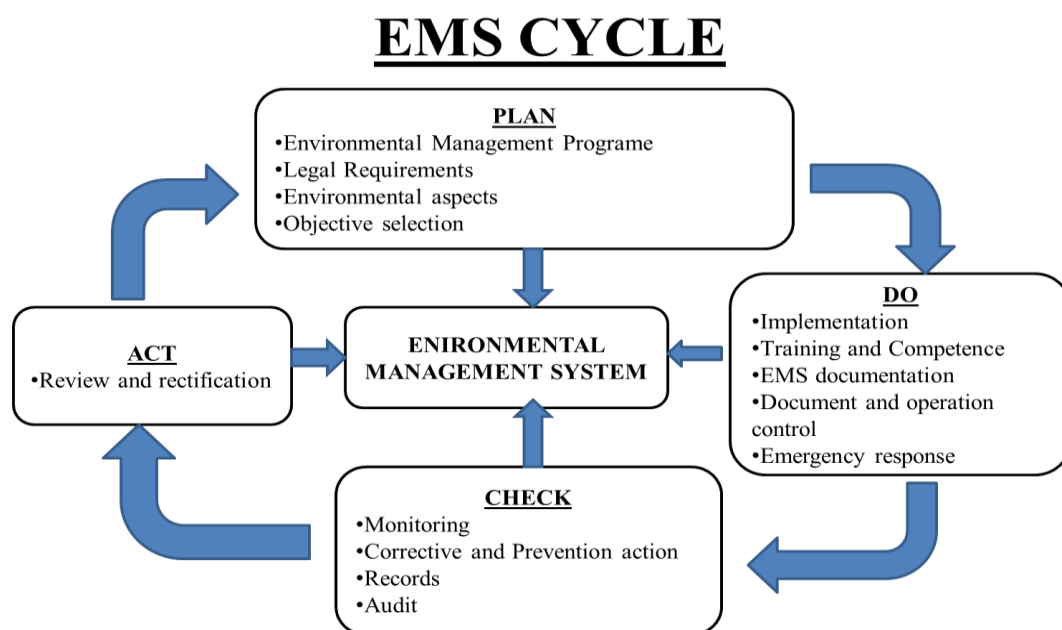 EMS CYCLE
PLAN
•Environmental Management Programe
•Legal Requirements
•Environmental aspects
•Objective selection
DO
•Implementation
•Training and Competence
•EMS documentation
•Document and operation
control
•Emergency response
ACT
•Review and rectification
ENIRONMENTAL
MANAGEMENT SYSTEM
CHECK
•Monitoring
•Corrective and Prevention action
•Records
•Audit